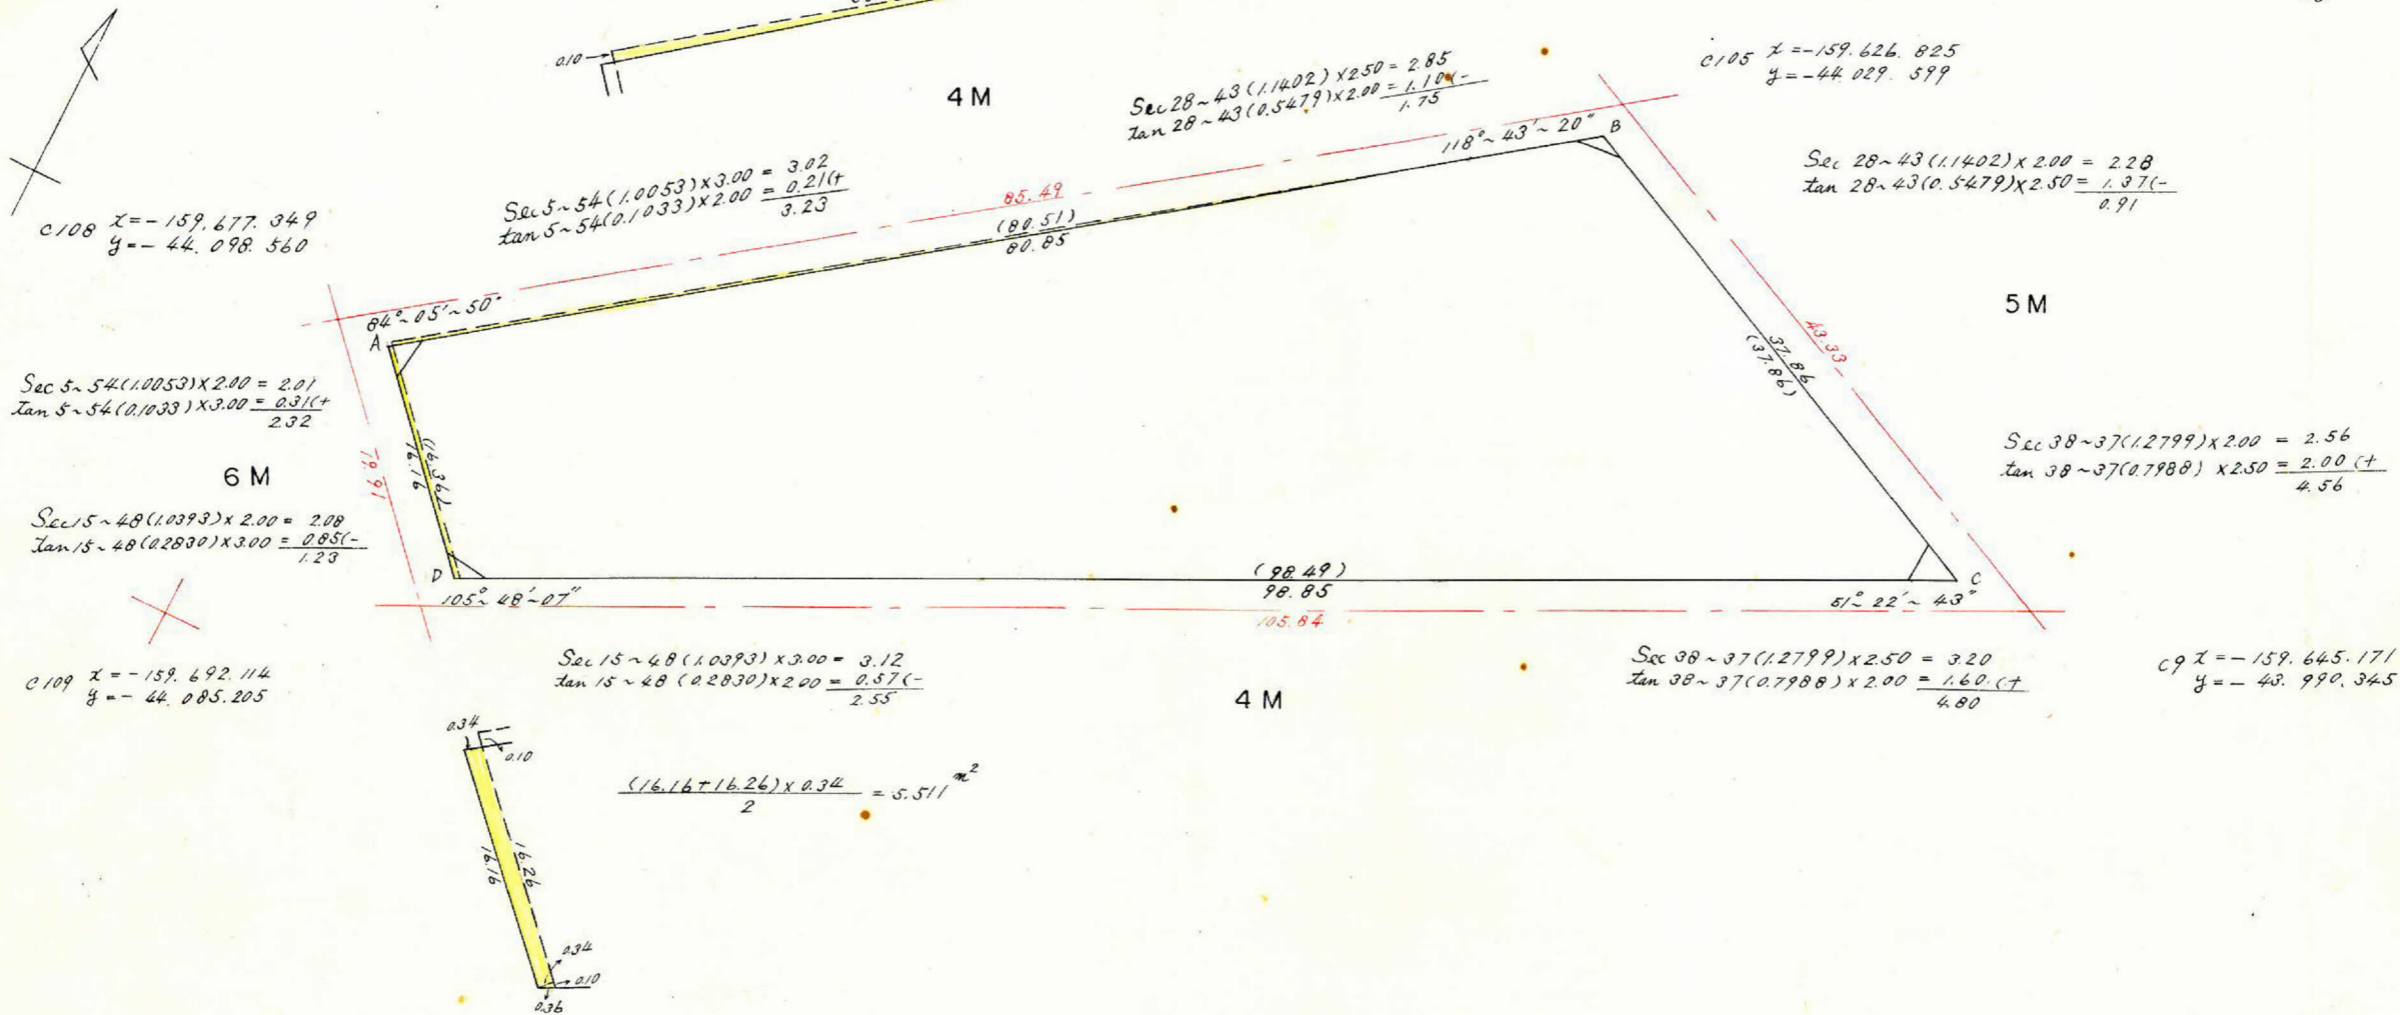 0.10
4 M
Sec 28~43 (1.1402) x 2.50 = 2.85
tan 28~43 (0.5479) x 2.00 = 1.10 (-
1.75
C105 x = -159.626.825
y = -44.029.599
118°~43'~20" B
Sec 28~43 (1.1402) x 2.00 = 2.28
tan 28~43 (0.5479) x 2.50 = 1.37 (-
0.91
Sec 5~54 (1.0053) x 3.00 = 3.02
tan 5~54 (0.1033) x 2.00 = 0.21 (+
3.23
85.49
(80.51)
80.85
C108 x = -159.677.349
y = -44.098.560
84°~05'~50"
A
5 M
43.33
37.86
(37.86)
Sec 5~54 (1.0053) x 2.00 = 2.01
tan 5~54 (0.1033) x 3.00 = 0.31 (+
2.32
19.91
16.16
(16.36)
6 M
Sec 38~37 (1.2799) x 2.00 = 2.56
tan 38~37 (0.7988) x 2.50 = 2.00 (+
4.56
Sec 15~48 (1.0393) x 2.00 = 2.08
tan 15~48 (0.2830) x 3.00 = 0.85 (-
1.23
D
105°~48'~07"
(98.49)
98.85
105.84
C
51°~22'~43"
C109 x = -159.692.114
y = -44.085.205
Sec 15~48 (1.0393) x 3.00 = 3.12
tan 15~48 (0.2830) x 2.00 = 0.57 (-
2.55
4 M
Sec 38~37 (1.2799) x 2.50 = 3.20
tan 38~37 (0.7988) x 2.00 = 1.60 (+
4.80
C9 x = -159.645.171
y = -43.990.345
0.34
0.10
(16.16+16.26) x 0.34 = 5.511 m²
2
16.16
16.26
0.34
0.10
0.36